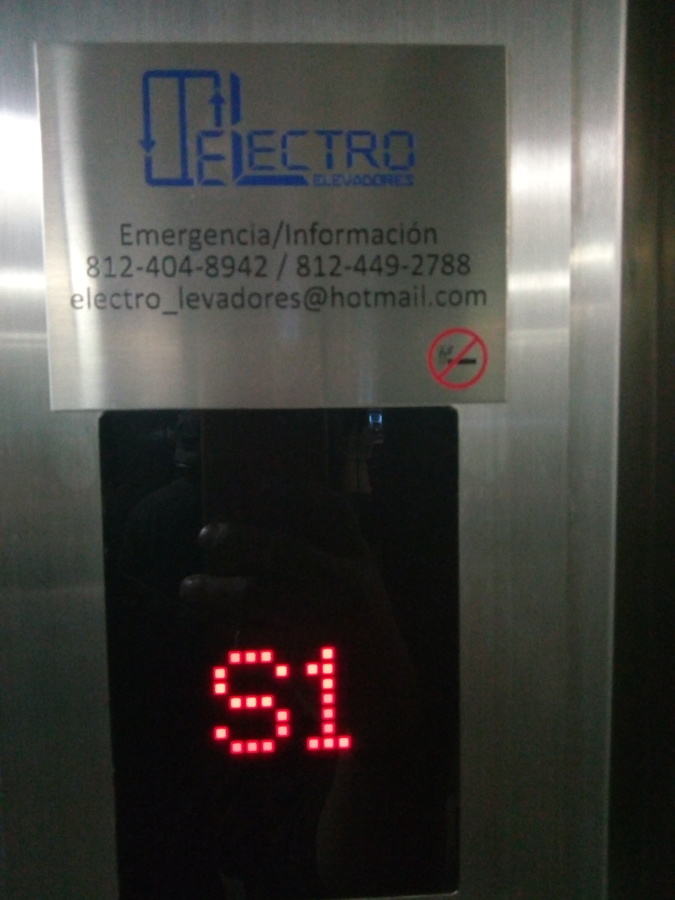 ELECTRO
ELEVADORES
Emergencia/Información
812-404-8942 / 812-449-2788
electro_levadores@hotmail.com
S1